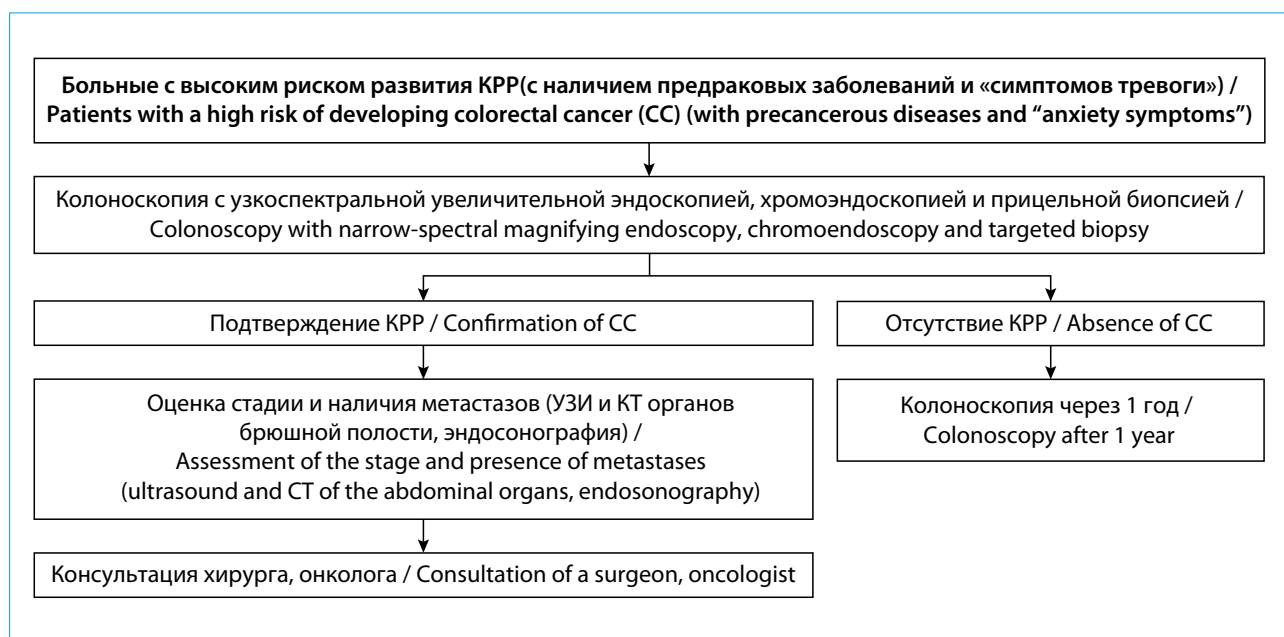 Больные с высоким риском развития КРР(с наличием предраковых заболеваний и «симптомов тревоги») /
Patients with a high risk of developing colorectal cancer (CC) (with precancerous diseases and “anxiety symptoms”)
Колоноскопия с узкоспектральной увеличительной эндоскопией, хромоэндоскопией и прицельной биопсией /
Colonoscopy with narrow-spectral magnifying endoscopy, chromoendoscopy and targeted biopsy
Подтверждение КРР / Confirmation of CC
Отсутствие КРР / Absence of CC
Оценка стадии и наличия метастазов (УЗИ и КТ органов
брюшной полости, эндосонография) /
Assessment of the stage and presence of metastases
(ultrasound and CT of the abdominal organs, endosonography)
Колоноскопия через 1 год /
Colonoscopy after 1 year
Консультация хирурга, онколога / Consultation of a surgeon, oncologist